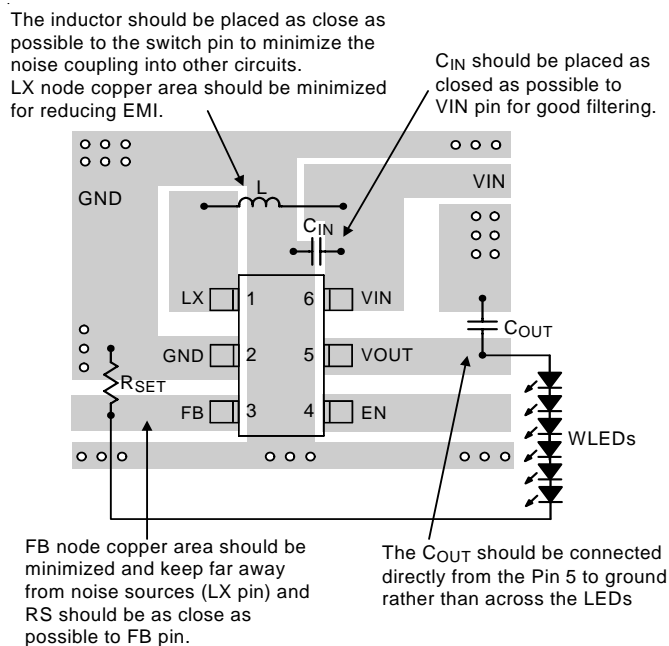 The inductor should be placed as close as
possible to the switch pin to minimize the
noise coupling into other circuits.
LX node copper area should be minimized
for reducing EMI.
CIN should be placed as
closed as possible to
VIN pin for good filtering.
GND
L
VIN
CIN
LX 1 6 VIN
COUT
GND 2 5 VOUT
RSET
FB 3 4 EN
WLEDs
FB node copper area should be
minimized and keep far away
from noise sources (LX pin) and
RS should be as close as
possible to FB pin.
The COUT should be connected
directly from the Pin 5 to ground
rather than across the LEDs